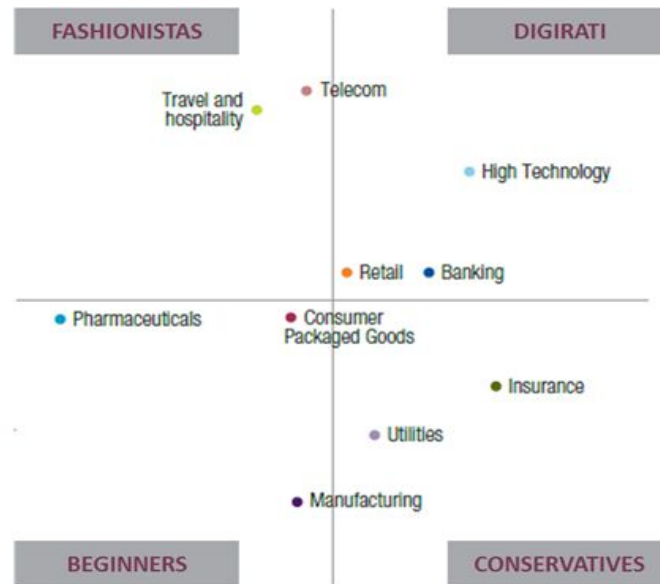 FASHIONISTAS
DIGIRATI
Telecom
Travel and
hospitality
High Technology
Retail
Banking
Pharmaceuticals
Consumer
Packaged Goods
Insurance
Utilities
Manufacturing
BEGINNERS
CONSERVATIVES